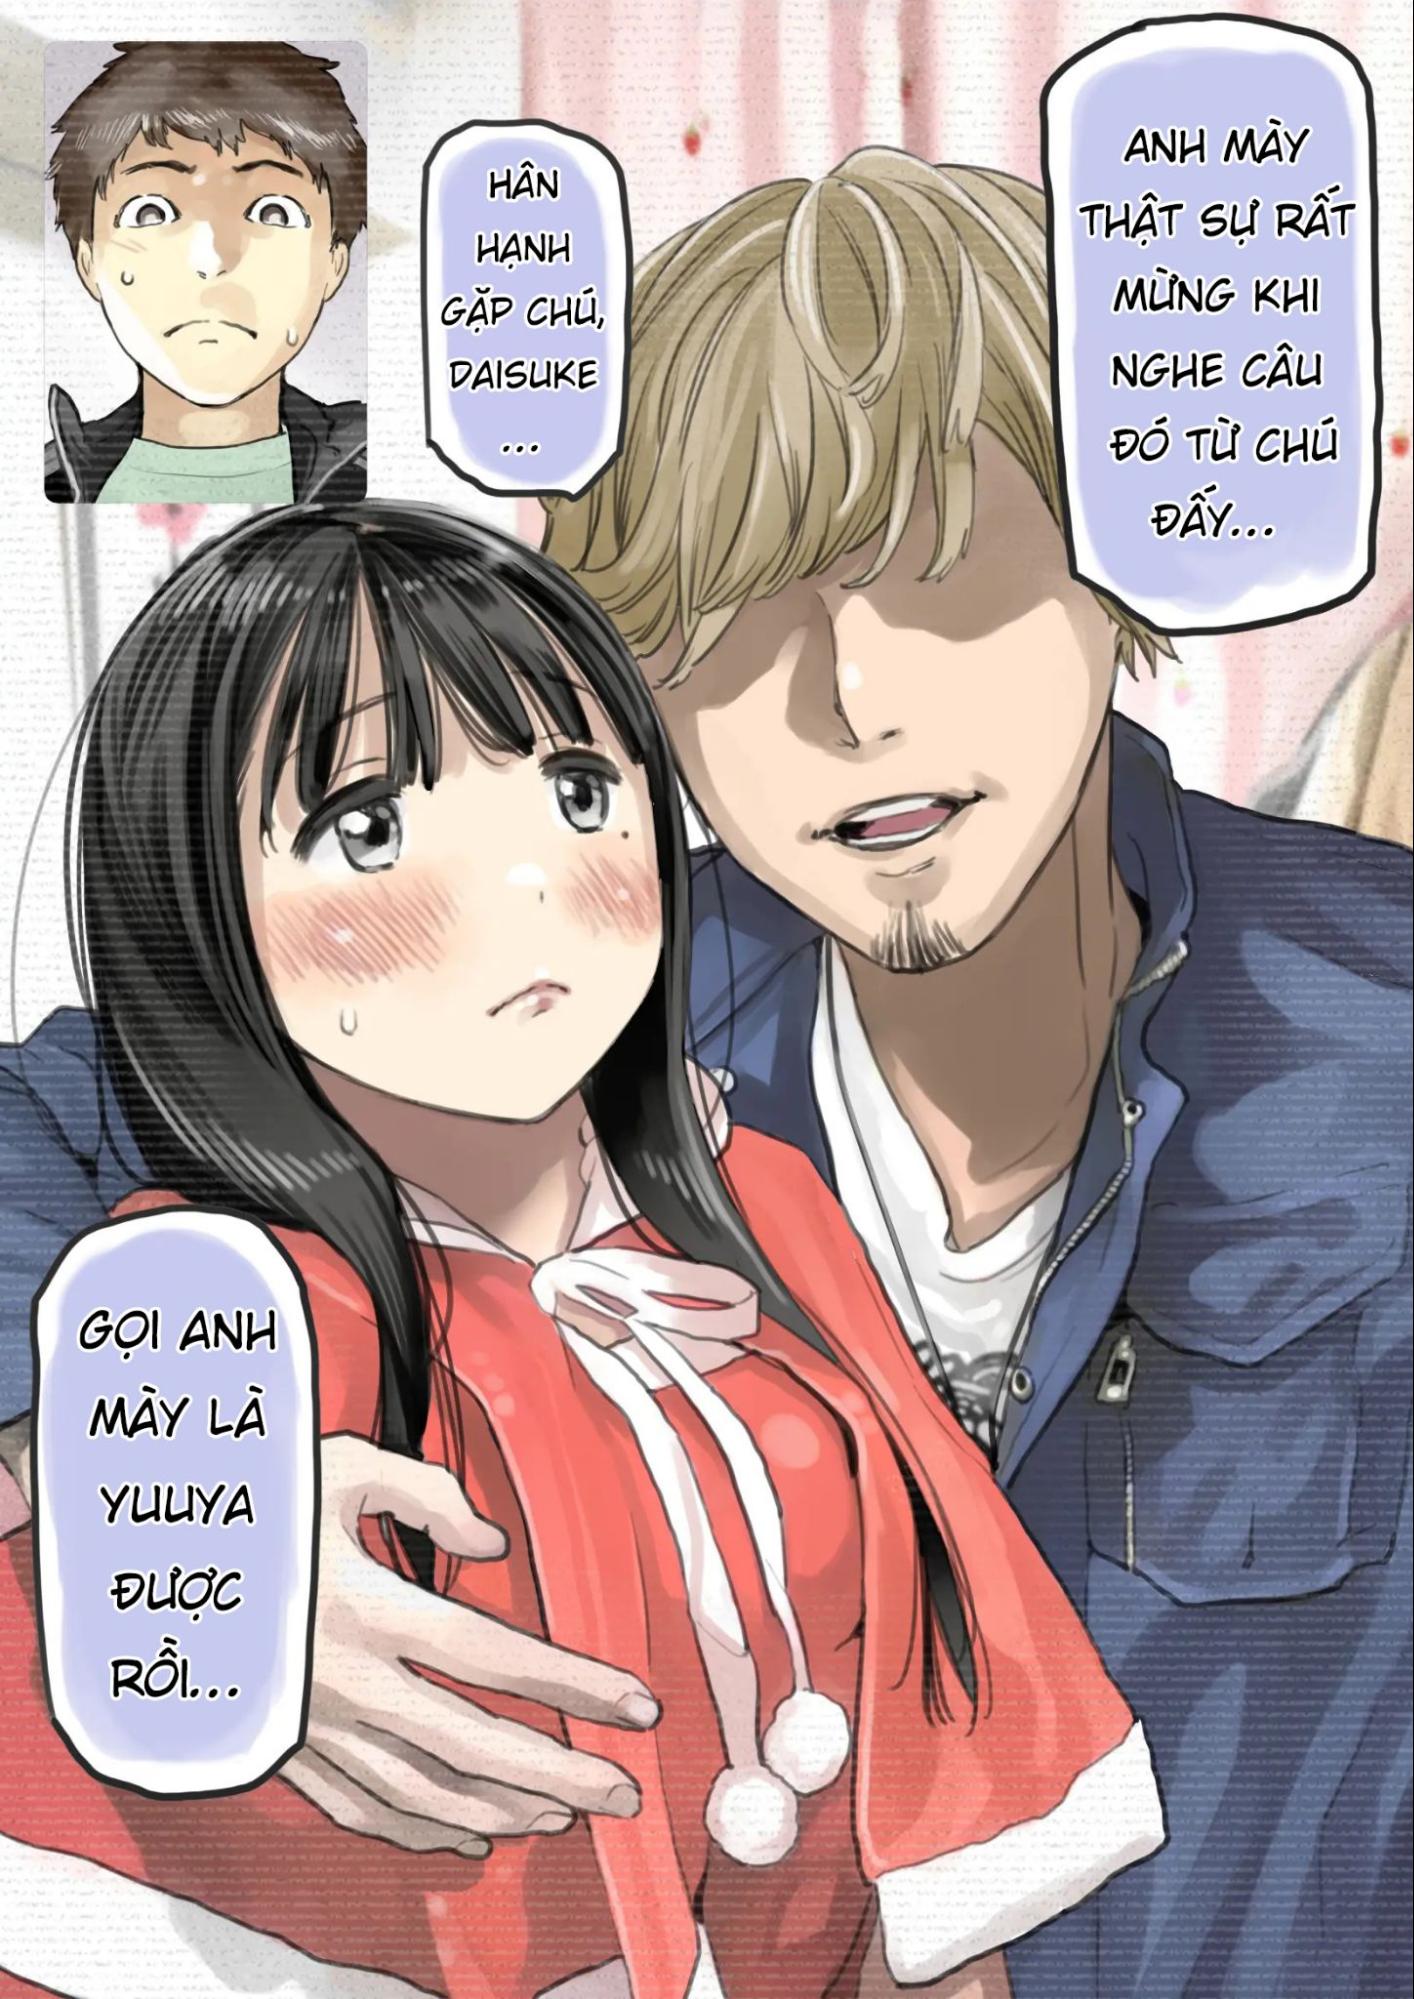 ANH MÀY
THẬT SỰ RẤT
MỪNG KHI
NGHE CÂU
ĐÓ TỪ CHÚ
ĐẤY...
HÂN
HẠNH
GẶP CHÚ,
DAISUKE
...
GỌI ANH
MÀY LÀ
YUUYA
ĐƯỢC
RỒI...